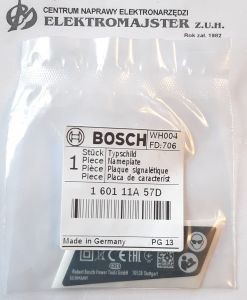 CENTRUM NAPRAWY ELEKTRONARZĘDZI
ELEKTROMAJSTER Z.U.H.
Rok zał. 1992
BOSCH
WH004
FD:706
1
Stück Typschild
Piece Nameplate
Pièce Plaque signalétique
Pieza Placa de caracterist
1 601 11A 57D
Made in Germany PG 13
Robert Bosch Power Tools GmbH
70538 Stuttgart
GERMANY